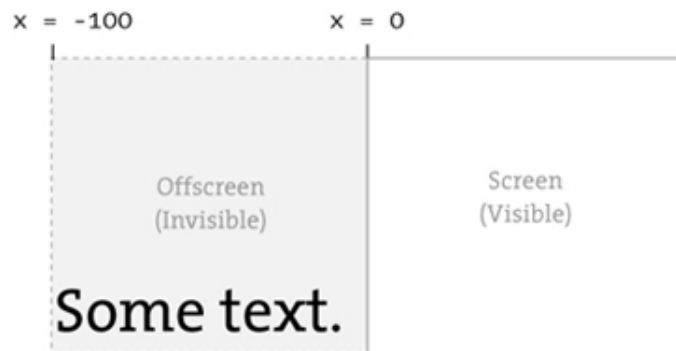 x = -100
x = 0
Offscreen
(Invisible)
Screen
(Visible)
Some text.